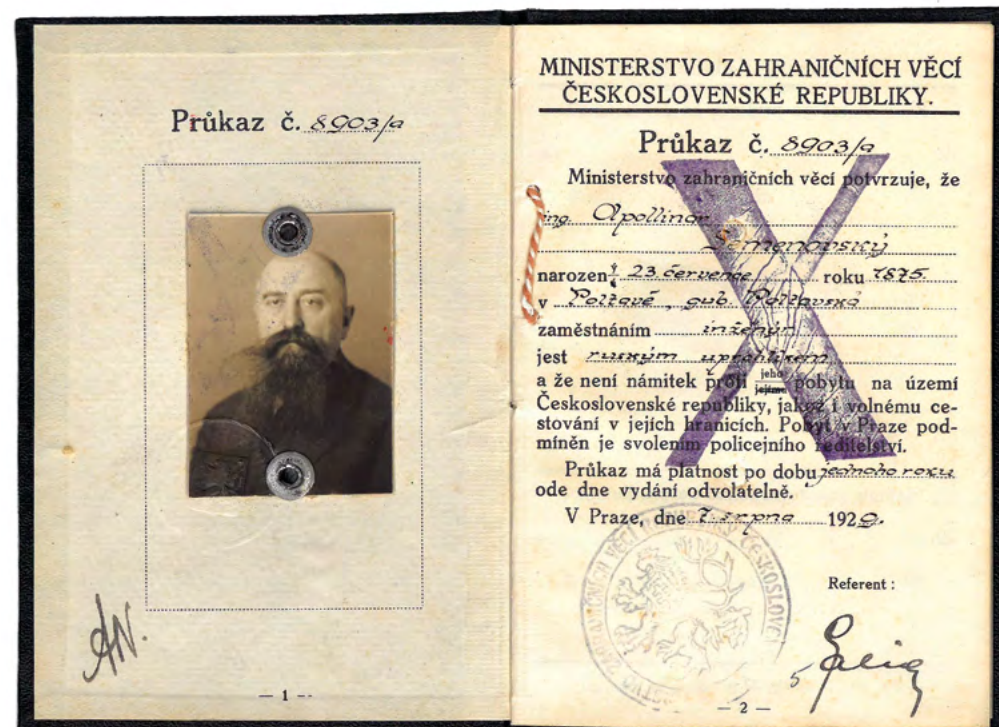 Průkaz č. 8903/a
AN.
— 1 —
MINISTERSTVO ZAHRANIČNÍCH VĚCÍ
ČESKOSLOVENSKÉ REPUBLIKY.
Průkaz č. 8903/a
Ministerstvo zahraničních věcí potvrzuje, že
ing. Apollinar
Semenovský
narozen ý 23 července roku 1875.
v Poltavě, gub. Poltavská
zaměstnáním inženýr
jest ruským uprchlíkem
a že není námitek proti jeho jejímu pobytu na území
Československé republiky, jakož i volnému ce-
stování v jejích hranicích. Pobyt v Praze pod-
míněn je svolením policejního ředitelství.
Průkaz má platnost po dobu jednoho roku
ode dne vydání odvolatelně.
V Praze, dne 7. srpna 1929.
Referent :
— 2 —